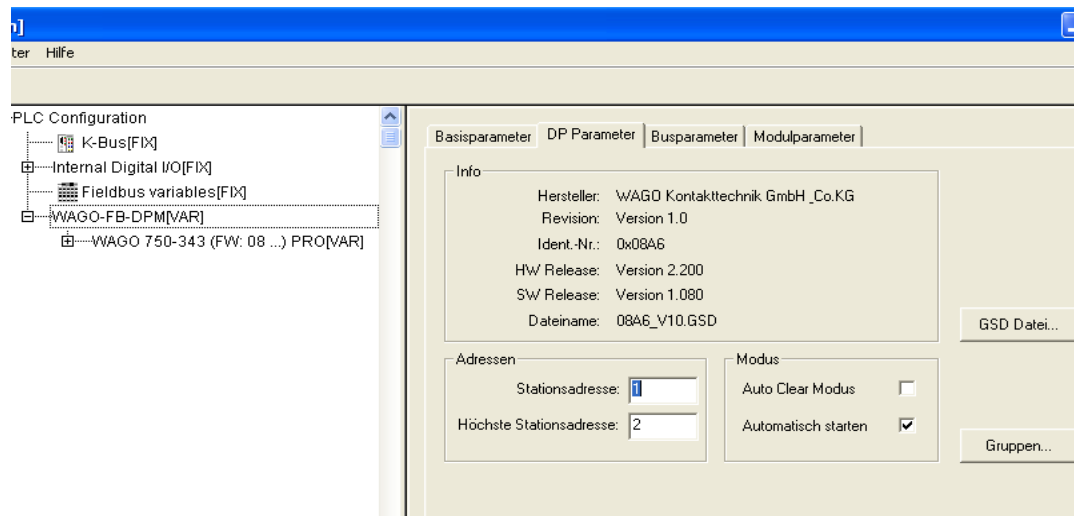 n]
ter Hilfe
PLC Configuration
K-Bus[FIX]
Internal Digital I/O[FIX]
Fieldbus variables[FIX]
WAGO-FB-DPM[VAR]
WAGO 750-343 (FW: 08 ...) PRO[VAR]
Basisparameter DP Parameter Busparameter Modulparameter
Info
Hersteller: WAGO Kontakttechnik GmbH _Co.KG
Revision: Version 1.0
Ident.-Nr.: 0x08A6
HW Release: Version 2.200
SW Release: Version 1.080
Dateiname: 08A6_V10.GSD
GSD Datei...
Adressen
Stationsadresse: 1
Höchste Stationsadresse: 2
Modus
Auto Clear Modus
Automatisch starten
Gruppen...